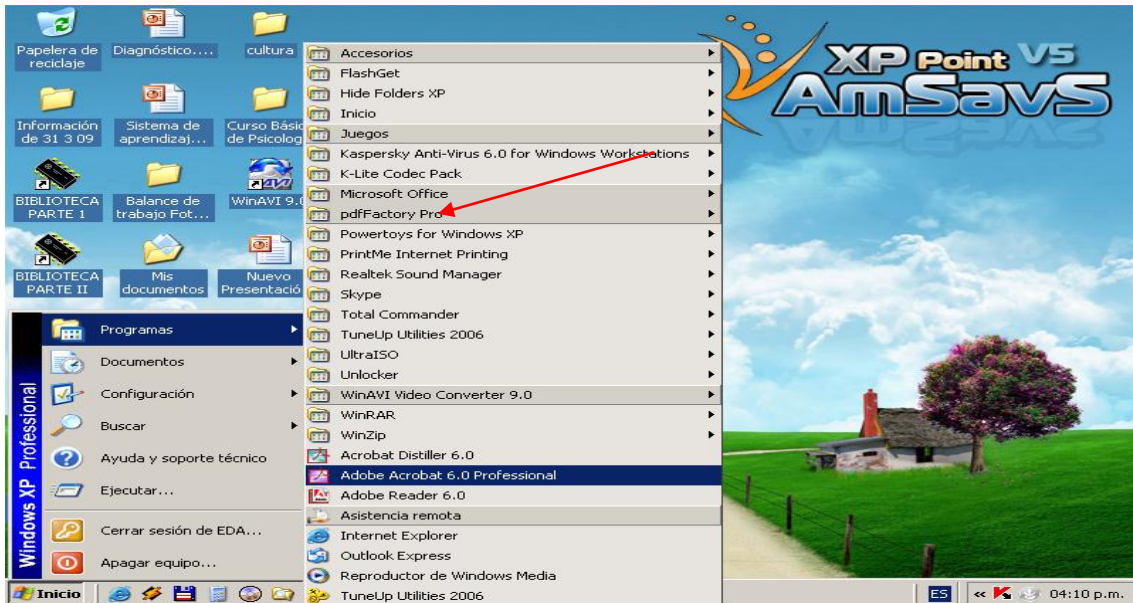 Papelera de
reciclaje
Diagnóstico....
cultura
Información
de 31 3 09
Sistema de
aprendizaj...
Curso Básic
de Psicolog
BIBLIOTECA
PARTE 1
Balance de
trabajo Fot...
WinAVI 9.0
BIBLIOTECA
PARTE II
Mis
documentos
Nuevo
Presentació
XP Point V5
AmSavS
Accesorios
FlashGet
Hide Folders XP
Inicio
Juegos
Kaspersky Anti-Virus 6.0 for Windows Workstations
K-Lite Codec Pack
Microsoft Office
pdfFactory Pro
Powertoys for Windows XP
PrintMe Internet Printing
Realtek Sound Manager
Skype
Total Commander
TuneUp Utilities 2006
UltraISO
Unlocker
WinAVI Video Converter 9.0
WinRAR
WinZip
Acrobat Distiller 6.0
Adobe Acrobat 6.0 Professional
Adobe Reader 6.0
Asistencia remota
Internet Explorer
Outlook Express
Reproductor de Windows Media
TuneUp Utilities 2006
Windows XP Professional
Programas
Documentos
Configuración
Buscar
Ayuda y soporte técnico
Ejecutar...
Cerrar sesión de EDA...
Apagar equipo...
Inicio
ES
«
04:10 p.m.